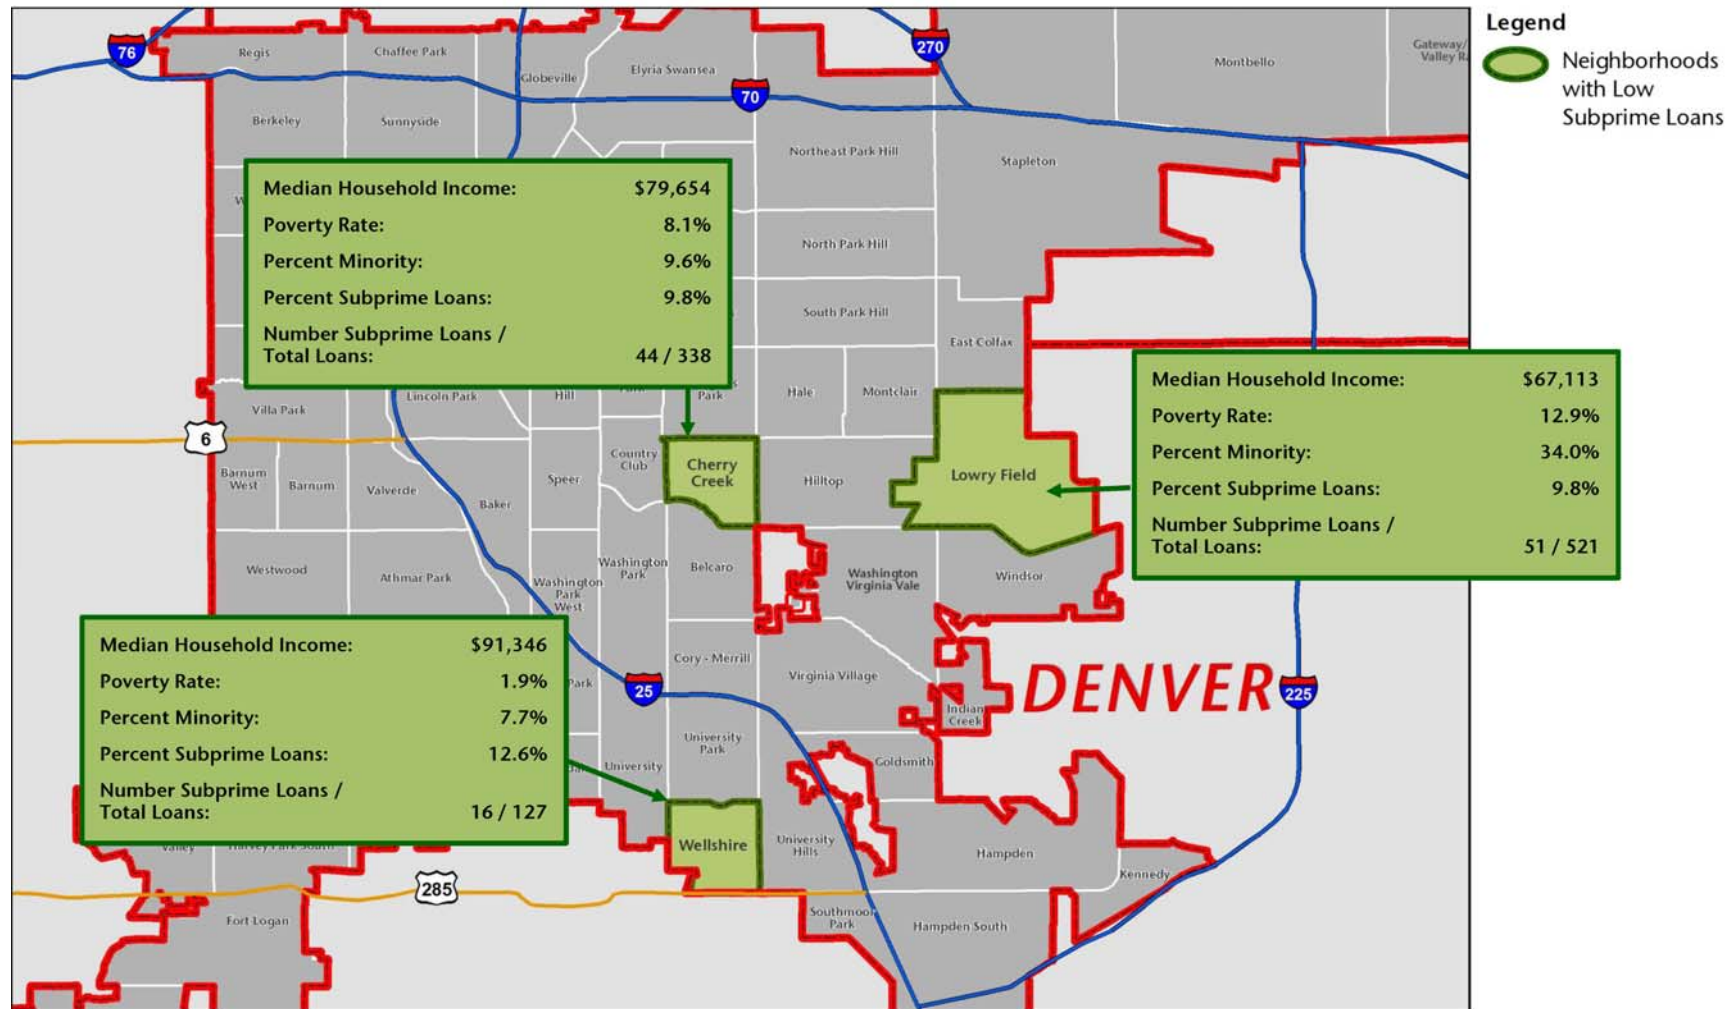 Legend
Neighborhoods
with Low
Subprime Loans
76
270
70
Regis
Chaffee Park
Globeville
Elyria Swansea
Montbello
Gateway/
Valley
Berkeley
Sunnyside
Northeast Park Hill
Stapleton
Median Household Income: $79,654
Poverty Rate: 8.1%
Percent Minority: 9.6%
Percent Subprime Loans: 9.8%
Number Subprime Loans /
Total Loans: 44 / 338
North Park Hill
South Park Hill
East Colfax
Median Household Income: $67,113
Poverty Rate: 12.9%
Percent Minority: 34.0%
Percent Subprime Loans: 9.8%
Number Subprime Loans /
Total Loans: 51 / 521
Villa Park
Lincoln Park
Hill
Park
Hale
Montclair
6
Barnum
West
Barnum
Valverde
Baker
Speer
Country
Club
Cherry
Creek
Hilltop
Lowry Field
Westwood
Athmar Park
Washington
Park
West
Washington
Park
Belcaro
Washington
Virginia Vale
Windsor
Median Household Income: $91,346
Poverty Rate: 1.9%
Percent Minority: 7.7%
Percent Subprime Loans: 12.6%
Number Subprime Loans /
Total Loans: 16 / 127
Park
25
Cory - Merrill
Virginia Village
Indian
Creek
DENVER
225
University
Park
University
Goldsmith
Wellshire
University
Hills
Hampden
Kennedy
Valley
Harvey Park South
285
Fort Logan
Southmoor
Park
Hampden South